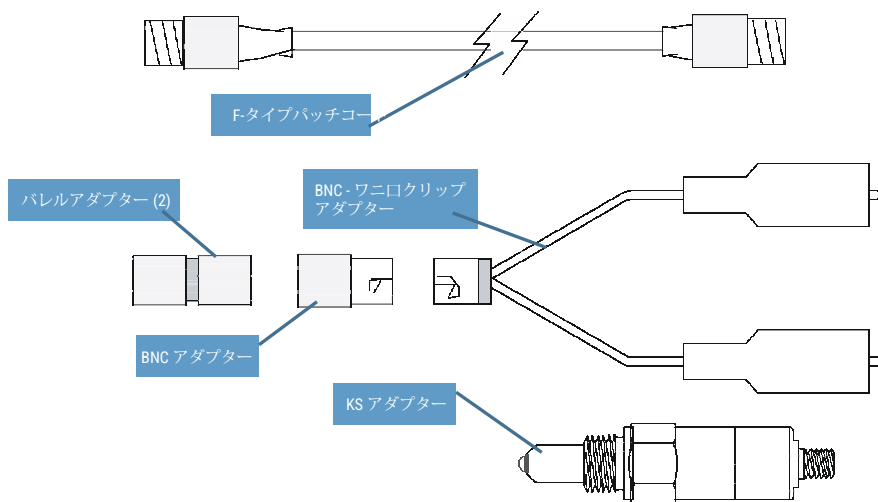 F-タイプパッチコー
バレルアダプター (2)
BNC - ワニ口クリップ
アダプター
BNC アダプター
KS アダプター